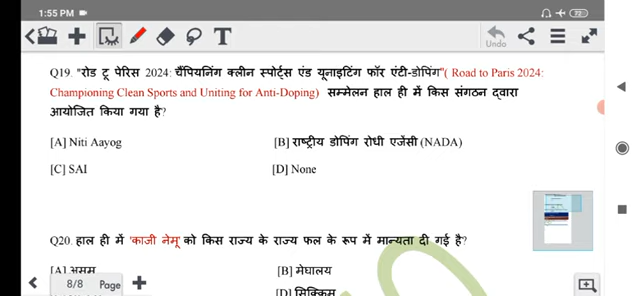 1:55 PM
72
Undo
Q19. "रोड टू पेरिस 2024: चैंपियनिंग क्लीन स्पोर्ट्स एंड यूनाइटिंग फॉर एंटी-डोपिंग"( Road to Paris 2024:
Championing Clean Sports and Uniting for Anti-Doping) सम्मेलन हाल ही में किस संगठन द्वारा
आयोजित किया गया है?
[A] Niti Aayog [B] राष्ट्रीय डोपिंग रोधी एजेंसी (NADA)
[C] SAI [D] None
Q20. हाल ही में 'काजी नेमू' को किस राज्य के राज्य फल के रूप में मान्यता दी गई है?
[A] असम [B] मेघालय
[D] सिक्किम
8/8 Page